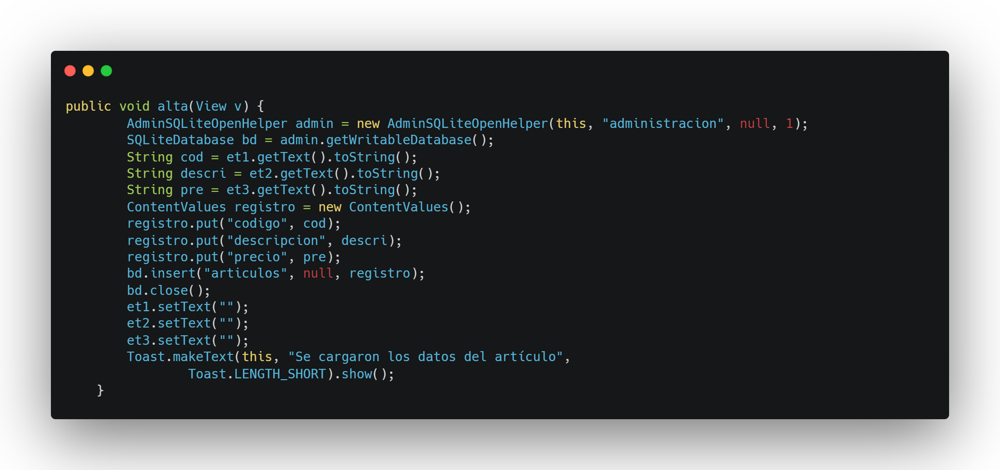 public void alta(View v) {
        AdminSQLiteOpenHelper admin = new AdminSQLiteOpenHelper(this, "administracion", null, 1);
        SQLiteDatabase bd = admin.getWritableDatabase();
        String cod = et1.getText().toString();
        String descri = et2.getText().toString();
        String pre = et3.getText().toString();
        ContentValues registro = new ContentValues();
        registro.put("codigo", cod);
        registro.put("descripcion", descri);
        registro.put("precio", pre);
        bd.insert("articulos", null, registro);
        bd.close();
        et1.setText("");
        et2.setText("");
        et3.setText("");
        Toast.makeText(this, "Se cargaron los datos del artículo",
                Toast.LENGTH_SHORT).show();
    }